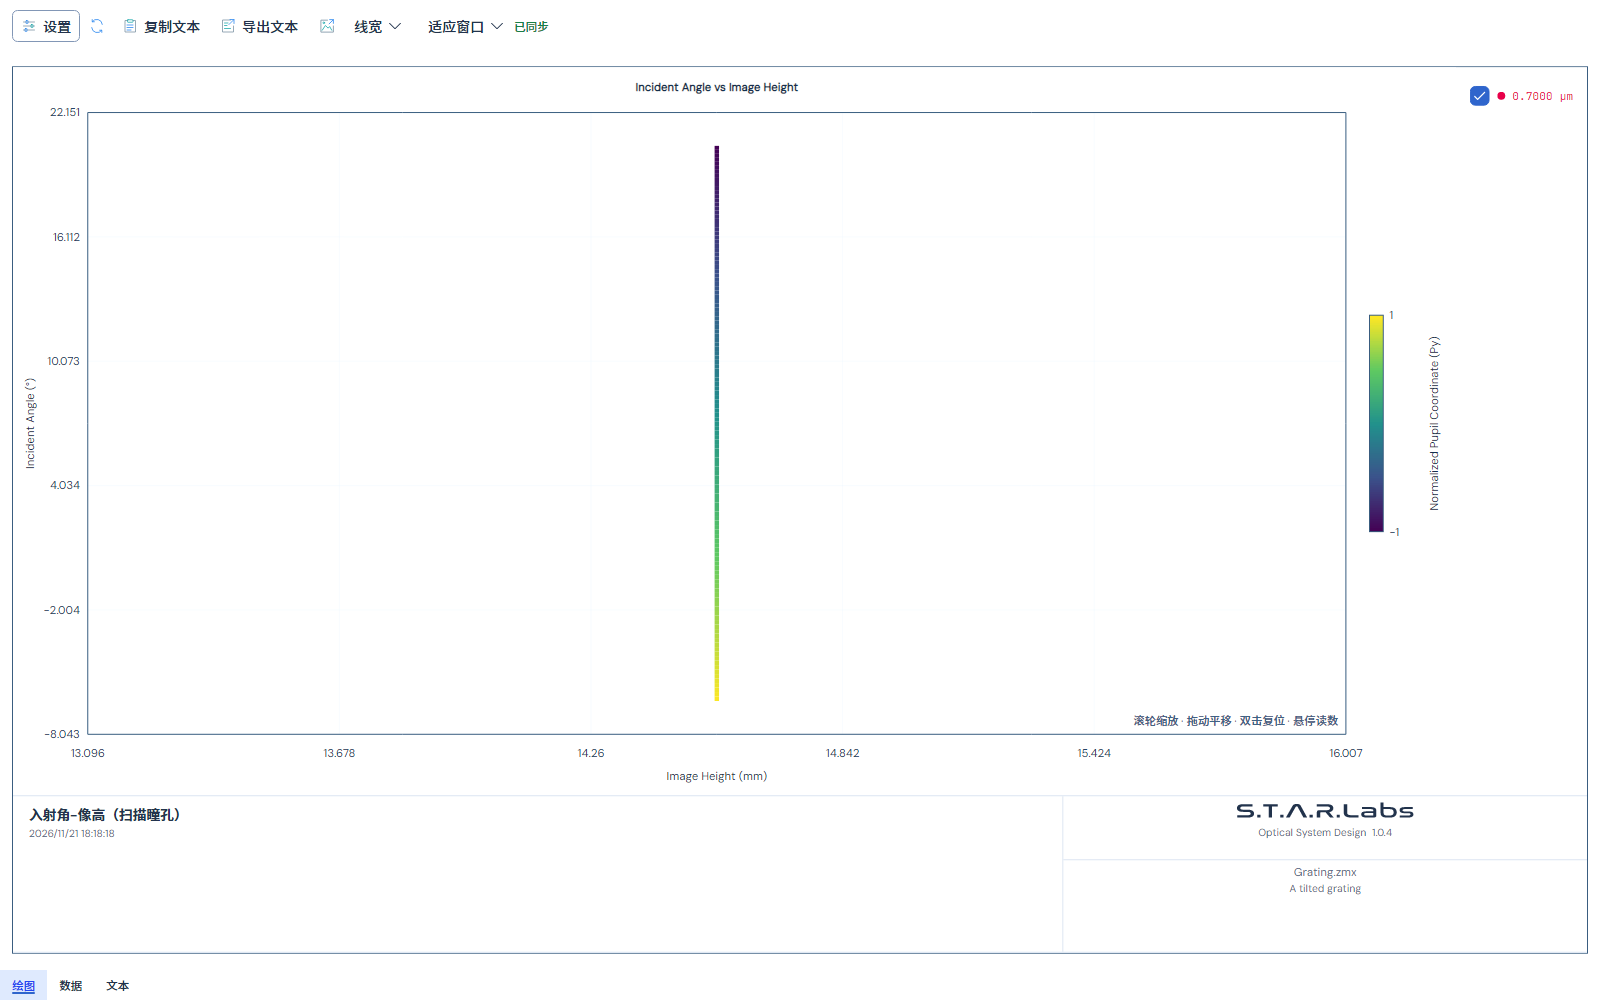 设置 复制文本 导出文本 线宽 适应窗口 已同步
Incident Angle vs Image Height
0.7000 μm
22.151
16.112
10.073
4.034
-2.004
-8.043
Incident Angle (°)
13.096 13.678 14.26 14.842 15.424 16.007
Image Height (mm)
滚轮缩放 · 拖动平移 · 双击复位 · 悬停读数
1
-1
Normalized Pupil Coordinate (Py)
入射角-像高（扫描瞳孔）
2026/11/21 18:18:18
S.T.A.R.Labs
Optical System Design 1.0.4
Grating.zmx
A tilted grating
绘图 数据 文本